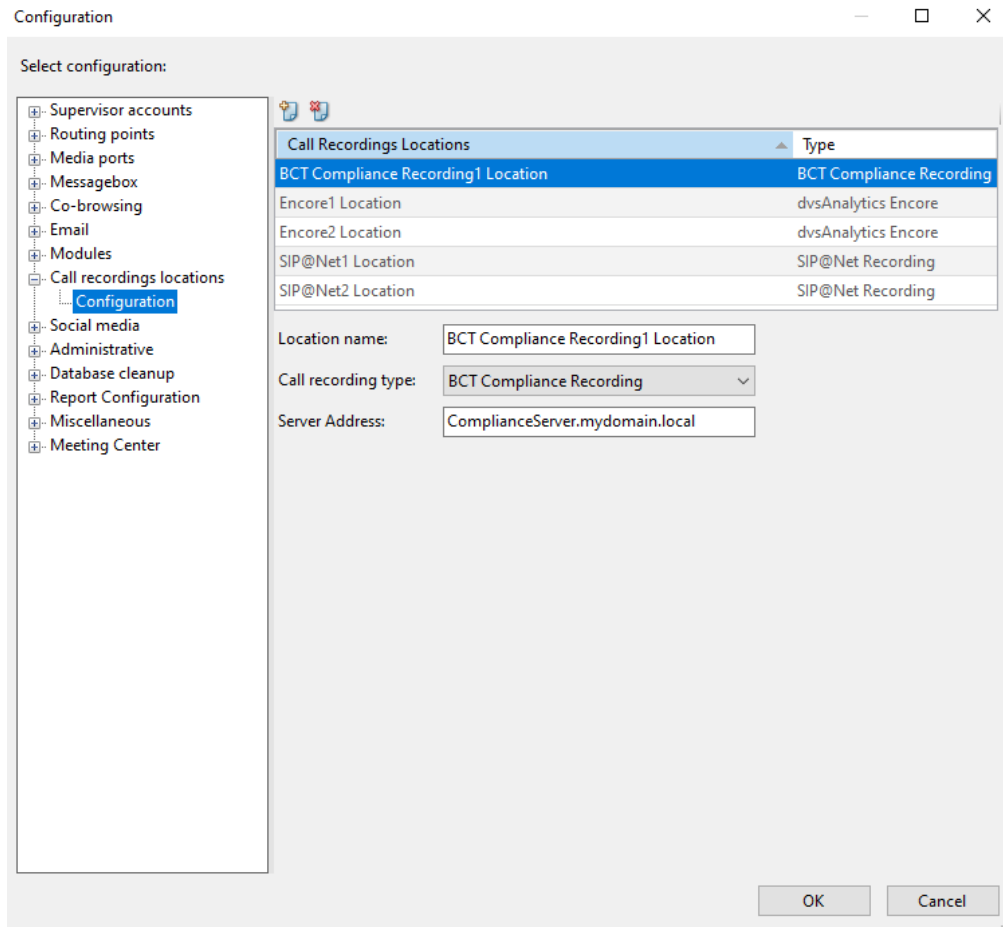 Configuration
Select configuration:
Supervisor accounts
Routing points
Media ports
Messagebox
Co-browsing
Email
Modules
Call recordings locations
Configuration
Social media
Administrative
Database cleanup
Report Configuration
Miscellaneous
Meeting Center
Call Recordings Locations Type
BCT Compliance Recording1 Location BCT Compliance Recording
Encore1 Location dvsAnalytics Encore
Encore2 Location dvsAnalytics Encore
SIP@Net1 Location SIP@Net Recording
SIP@Net2 Location SIP@Net Recording
Location name: BCT Compliance Recording1 Location
Call recording type: BCT Compliance Recording
Server Address: ComplianceServer.mydomain.local
OK Cancel